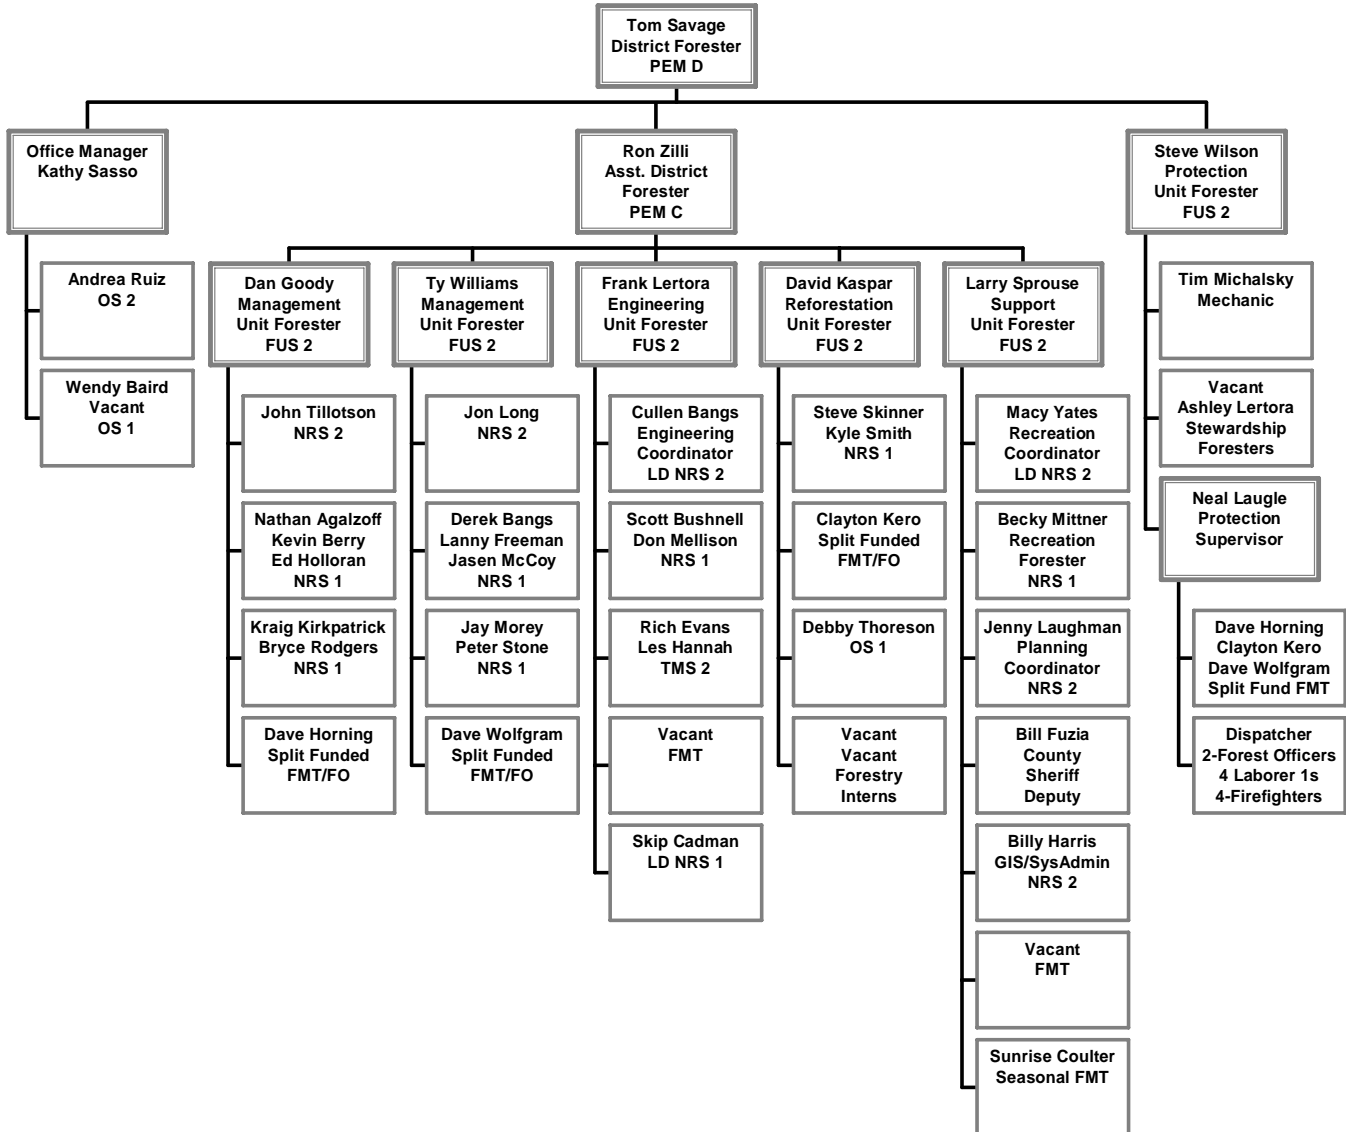 Tom Savage
District Forester
PEM D
Office Manager
Kathy Sasso
Ron Zilli
Asst. District
Forester
PEM C
Steve Wilson
Protection
Unit Forester
FUS 2
Andrea Ruiz
OS 2
Wendy Baird
Vacant
OS 1
Dan Goody
Management
Unit Forester
FUS 2
John Tillotson
NRS 2
Nathan Agalzoff
Kevin Berry
Ed Holloran
NRS 1
Kraig Kirkpatrick
Bryce Rodgers
NRS 1
Dave Horning
Split Funded
FMT/FO
Ty Williams
Management
Unit Forester
FUS 2
Jon Long
NRS 2
Derek Bangs
Lanny Freeman
Jasen McCoy
NRS 1
Jay Morey
Peter Stone
NRS 1
Dave Wolfgram
Split Funded
FMT/FO
Frank Lertora
Engineering
Unit Forester
FUS 2
Cullen Bangs
Engineering
Coordinator
LD NRS 2
Scott Bushnell
Don Mellison
NRS 1
Rich Evans
Les Hannah
TMS 2
Vacant
FMT
Skip Cadman
LD NRS 1
David Kaspar
Reforestation
Unit Forester
FUS 2
Steve Skinner
Kyle Smith
NRS 1
Clayton Kero
Split Funded
FMT/FO
Debby Thoreson
OS 1
Vacant
Vacant
Forestry
Interns
Larry Sprouse
Support
Unit Forester
FUS 2
Macy Yates
Recreation
Coordinator
LD NRS 2
Becky Mittner
Recreation
Forester
NRS 1
Jenny Laughman
Planning
Coordinator
NRS 2
Bill Fuzia
County
Sheriff
Deputy
Billy Harris
GIS/SysAdmin
NRS 2
Vacant
FMT
Sunrise Coulter
Seasonal FMT
Tim Michalsky
Mechanic
Vacant
Ashley Lertora
Stewardship
Foresters
Neal Laugle
Protection
Supervisor
Dave Horning
Clayton Kero
Dave Wolfgram
Split Fund FMT
Dispatcher
2-Forest Officers
4 Laborer 1s
4-Firefighters